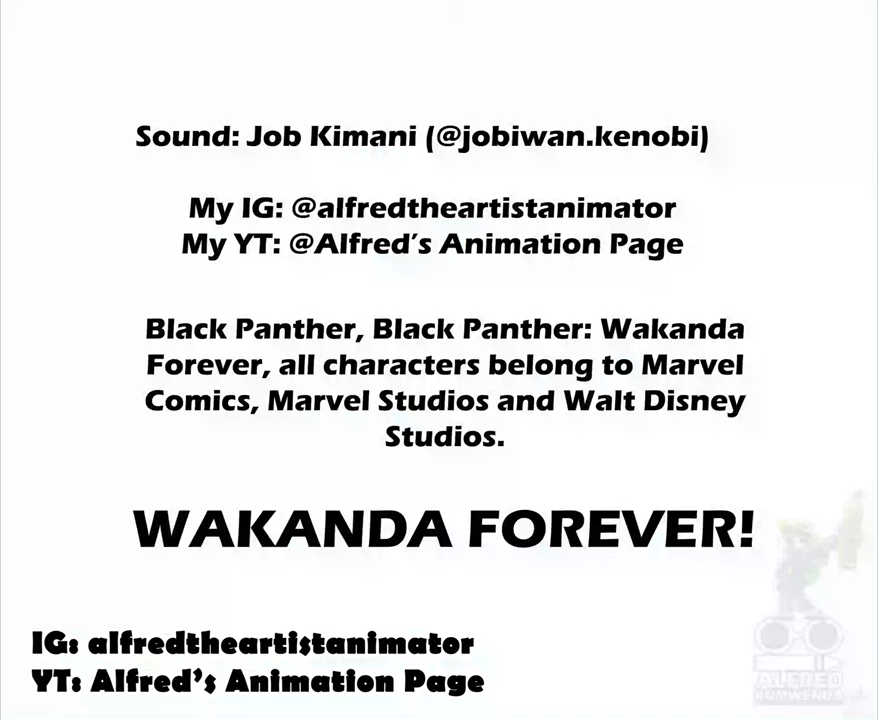 Sound: Job Kimani (@jobiwan.kenobi)
My IG: @alfredtheartistanimator
My YT: @Alfred’s Animation Page
Black Panther, Black Panther: Wakanda
Forever, all characters belong to Marvel
Comics, Marvel Studios and Walt Disney
Studios.
WAKANDA FOREVER!
IG: alfredtheartistanimator
YT: Alfred’s Animation Page
ALFRED